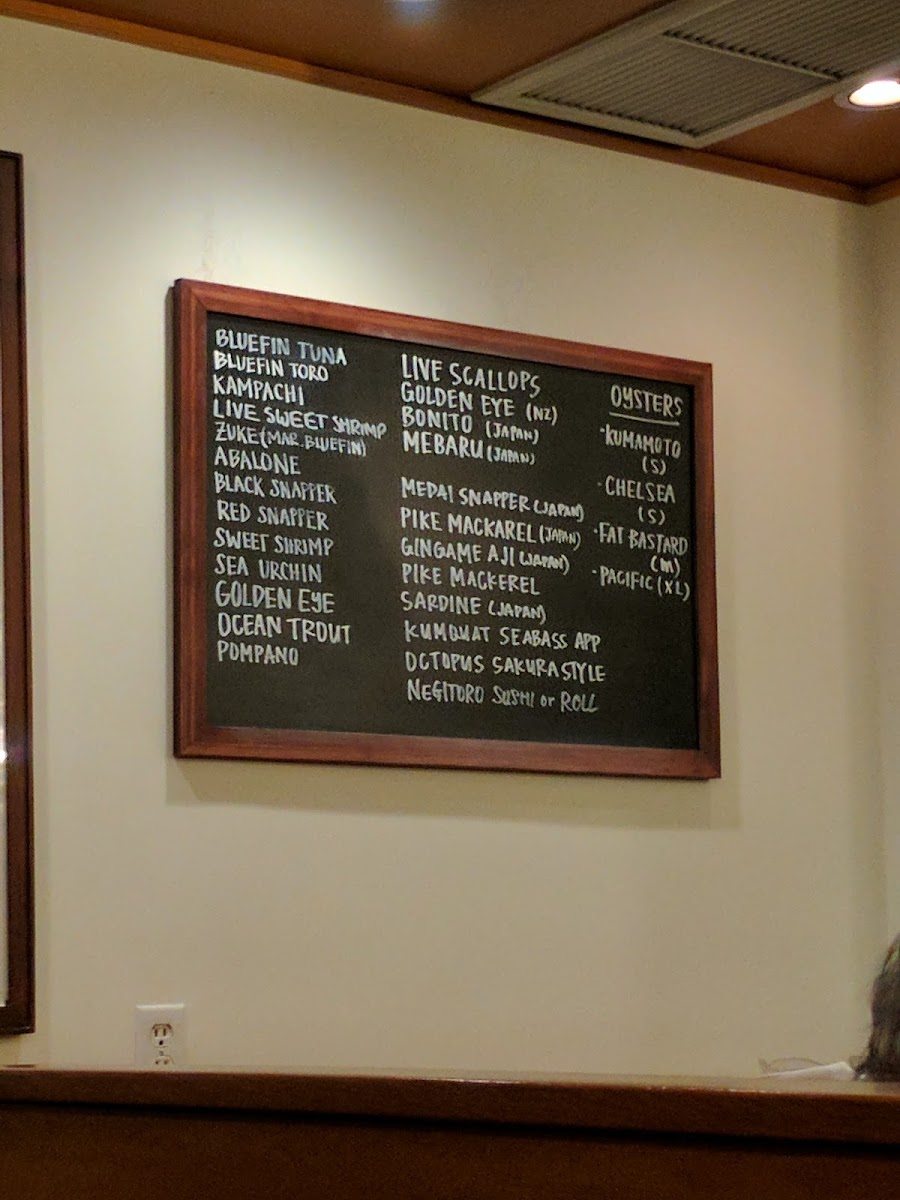 BLUEFIN TUNA
BLUEFIN TORO
KAMPACHI
LIVE SWEET SHRIMP
ZUKE (MAR. BLUEFIN)
ABALONE
BLACK SNAPPER
RED SNAPPER
SWEET SHRIMP
SEA URCHIN
GOLDEN EYE
OCEAN TROUT
POMPANO
LIVE SCALLOPS
GOLDEN EYE (NZ)
BONITO (JAPAN)
MEBARU (JAPAN)
MEDAI SNAPPER (JAPAN)
PIKE MACKAREL (JAPAN)
GINGAME AJI (JAPAN)
PIKE MACKEREL
SARDINE (JAPAN)
KUMQUAT SEABASS APP
OCTOPUS SAKURA STYLE
NEGITORO SUSHI or ROLL
OYSTERS
·KUMAMOTO
(S)
·CHELSEA
(S)
·FAT BASTARD
(M)
·PACIFIC (XL)